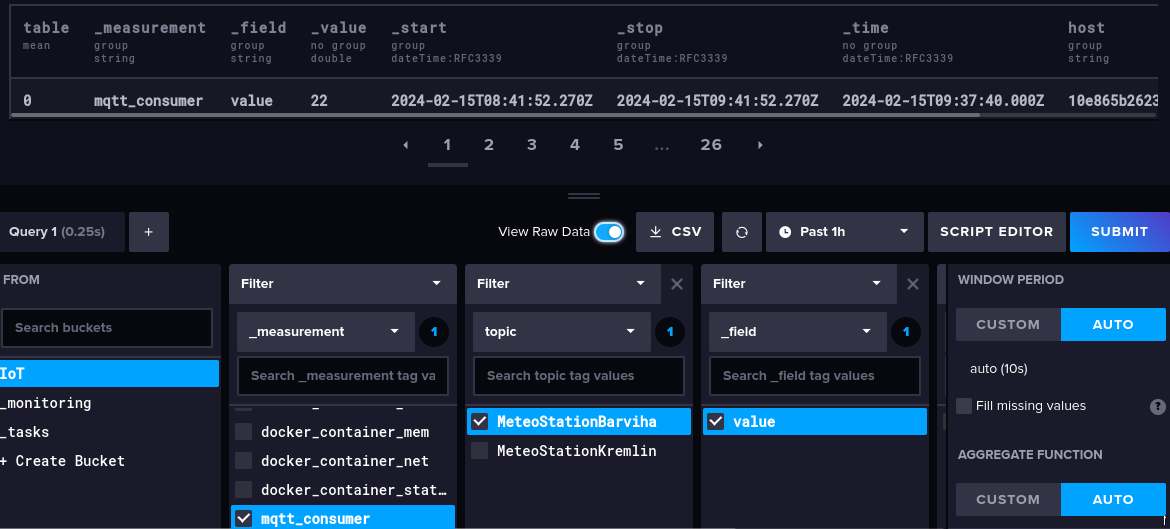 table _measurement _field _value _start _stop _time host
mean group group no group group group no group group
string string double dateTime:RFC3339 dateTime:RFC3339 dateTime:RFC3339 string
0 mqtt_consumer value 22 2024-02-15T08:41:52.270Z 2024-02-15T09:41:52.270Z 2024-02-15T09:37:40.000Z 10e865b2623
1 2 3 4 5 ... 26
Query 1 (0.25s) + View Raw Data CSV Past 1h SCRIPT EDITOR SUBMIT
FROM
Search buckets
IoT
_monitoring
_tasks
+ Create Bucket
Filter
_measurement 1
Search _measurement tag va
docker_container_mem
docker_container_net
docker_container_stat…
mqtt_consumer
Filter
topic 1
Search topic tag values
MeteoStationBarviha
MeteoStationKremlin
Filter
_field 1
Search _field tag values
value
WINDOW PERIOD
CUSTOM AUTO
auto (10s)
Fill missing values ?
AGGREGATE FUNCTION
CUSTOM AUTO